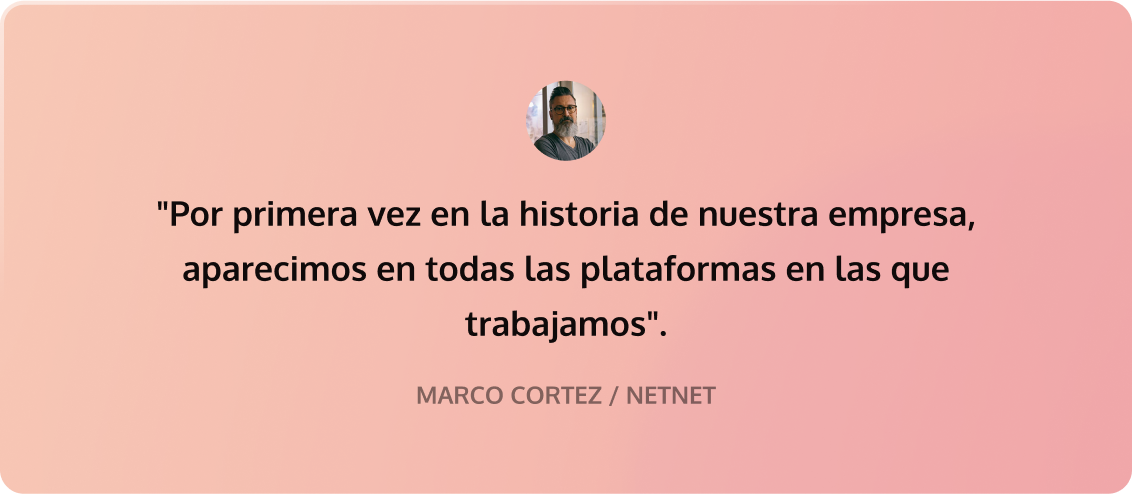 "Por primera vez en la historia de nuestra empresa,
aparecimos en todas las plataformas en las que
trabajamos".
MARCO CORTEZ / NETNET